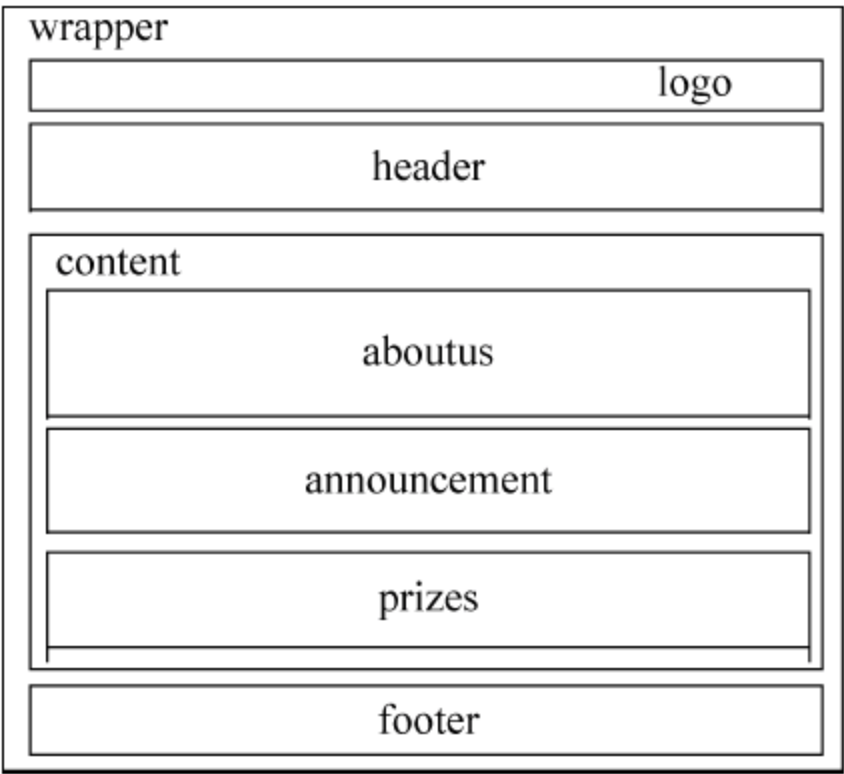 wrapper
logo
header
content
aboutus
announcement
prizes
footer